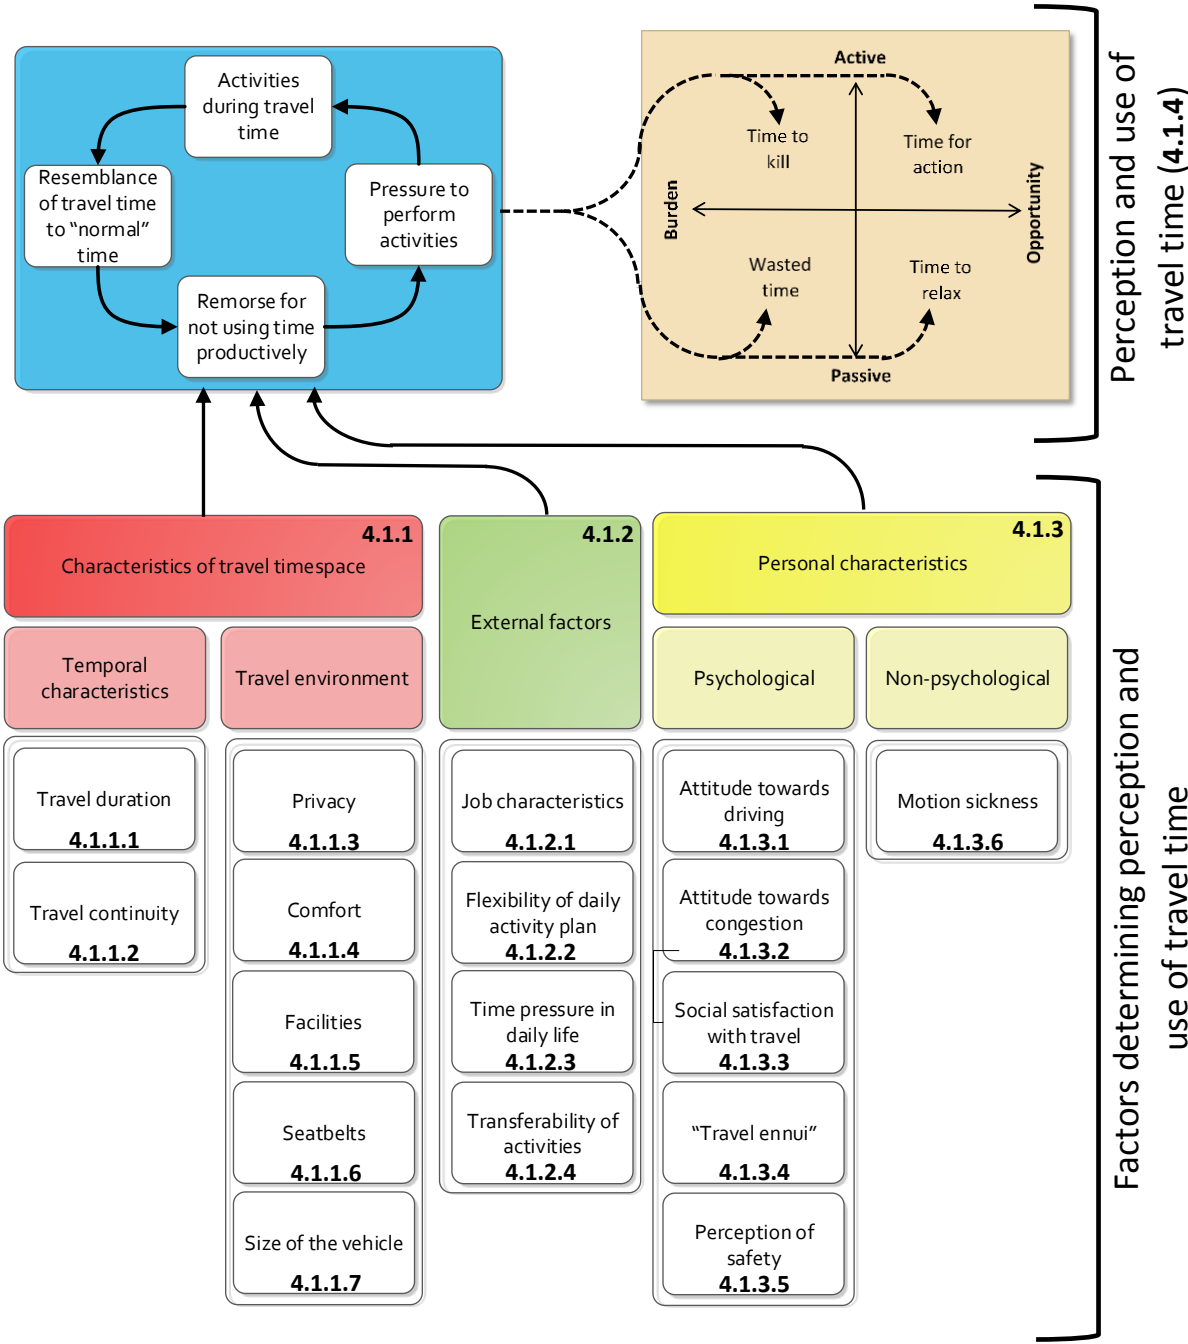 Activities
during travel
time
Resemblance
of travel time
to “normal”
time
Pressure to
perform
activities
Remorse for
not using time
productively
Active
Time to
kill
Time for
action
Burden
Opportunity
Wasted
time
Time to
relax
Passive
Perception and use of
travel time (4.1.4)
4.1.1
Characteristics of travel timespace
4.1.2
External factors
4.1.3
Personal characteristics
Temporal
characteristics
Travel environment
Psychological
Non-psychological
Travel duration
4.1.1.1
Travel continuity
4.1.1.2
Privacy
4.1.1.3
Comfort
4.1.1.4
Facilities
4.1.1.5
Seatbelts
4.1.1.6
Size of the vehicle
4.1.1.7
Job characteristics
4.1.2.1
Flexibility of daily
activity plan
4.1.2.2
Time pressure in
daily life
4.1.2.3
Transferability of
activities
4.1.2.4
Attitude towards
driving
4.1.3.1
Attitude towards
congestion
4.1.3.2
Social satisfaction
with travel
4.1.3.3
“Travel ennui”
4.1.3.4
Perception of
safety
4.1.3.5
Motion sickness
4.1.3.6
Factors determining perception and
use of travel time